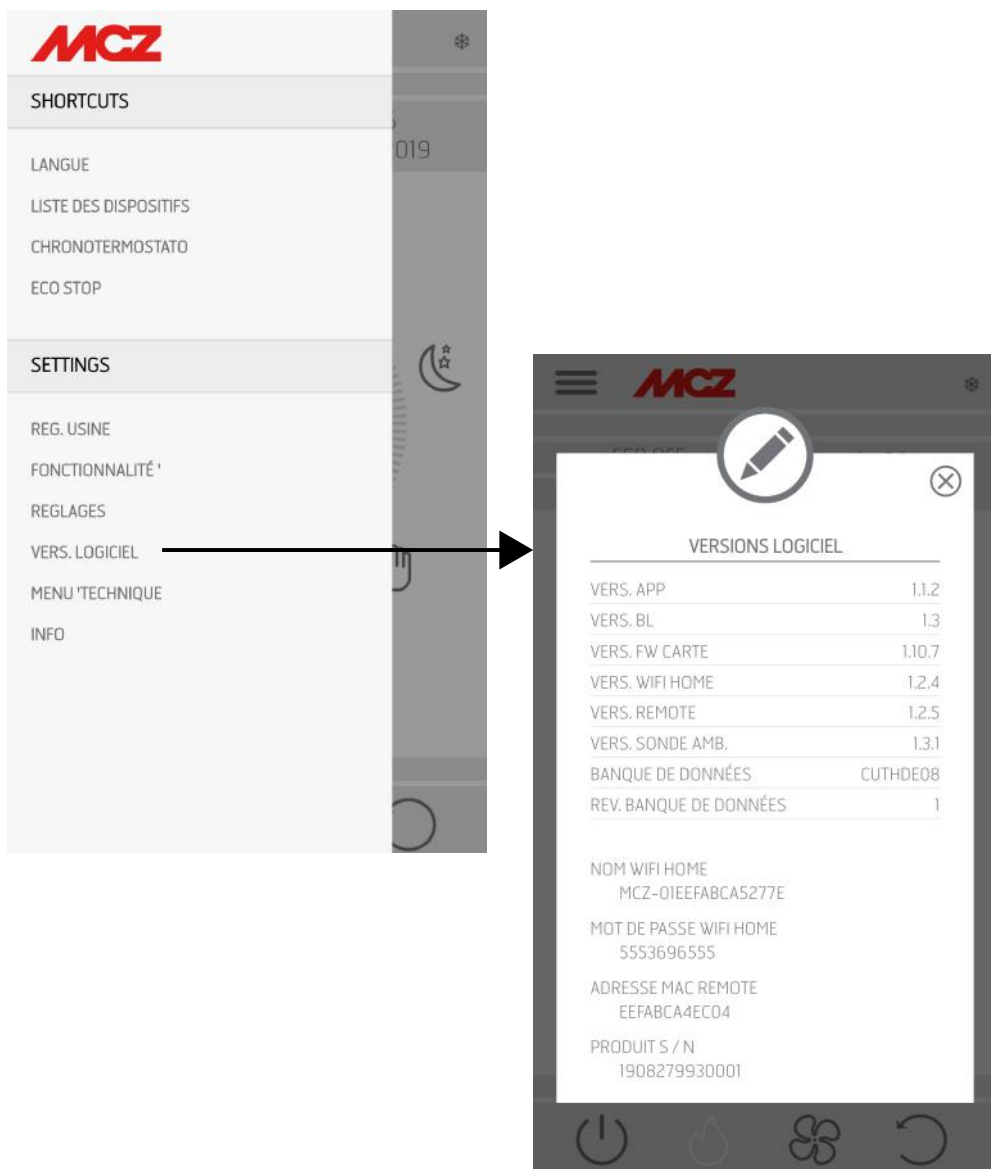 MCZ
SHORTCUTS
019
LANGUE
LISTE DES DISPOSITIFS
CHRONOTERMOSTATO
ECO STOP
SETTINGS
REG. USINE
FONCTIONNALITÉ '
REGLAGES
VERS. LOGICIEL
MENU 'TECHNIQUE
INFO
MCZ
VERSIONS LOGICIEL
VERS. APP 1.1.2
VERS. BL 1.3
VERS. FW CARTE 1.10.7
VERS. WIFI HOME 1.2.4
VERS. REMOTE 1.2.5
VERS. SONDE AMB. 1.3.1
BANQUE DE DONNÉES CUTHDE08
REV. BANQUE DE DONNÉES 1
NOM WIFI HOME
MCZ-01EEFABCA5277E
MOT DE PASSE WIFI HOME
5553696555
ADRESSE MAC REMOTE
EEFABCA4EC04
PRODUIT S / N
1908279930001